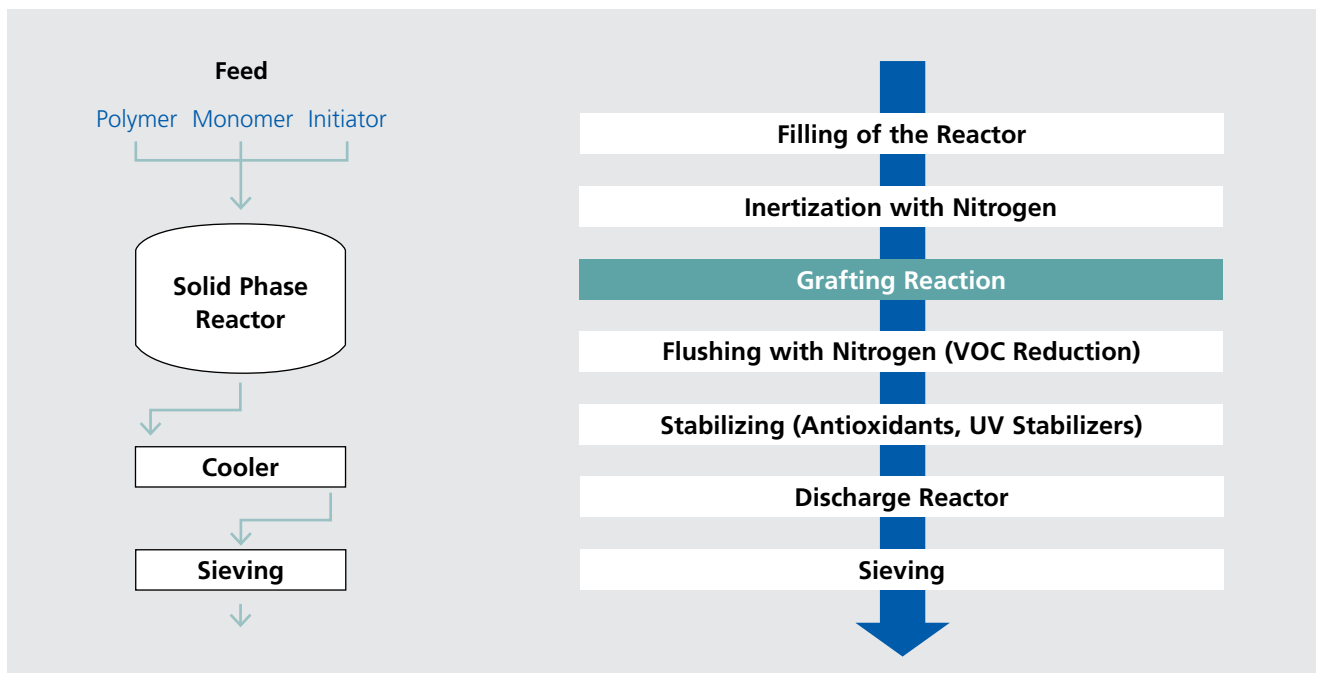 Feed
Polymer Monomer Initiator
Solid Phase
Reactor
Cooler
Sieving
Filling of the Reactor
Inertization with Nitrogen
Grafting Reaction
Flushing with Nitrogen (VOC Reduction)
Stabilizing (Antioxidants, UV Stabilizers)
Discharge Reactor
Sieving